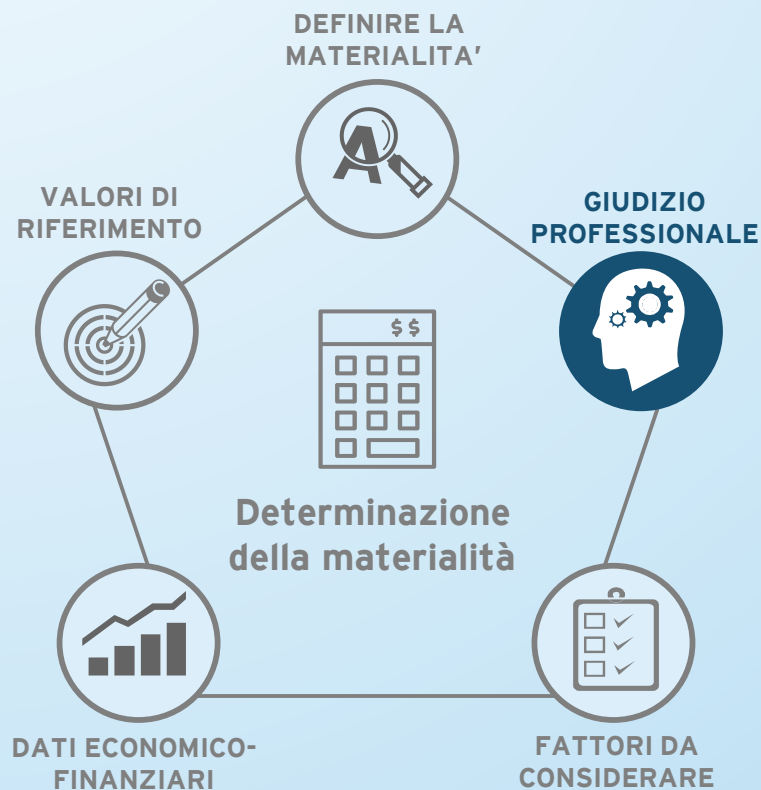 DEFINIRE LA
MATERIALITA'
VALORI DI
RIFERIMENTO
GIUDIZIO
PROFESSIONALE
A
$ $
Determinazione
della materialità
DATI ECONOMICO-
FINANZIARI
FATTORI DA
CONSIDERARE